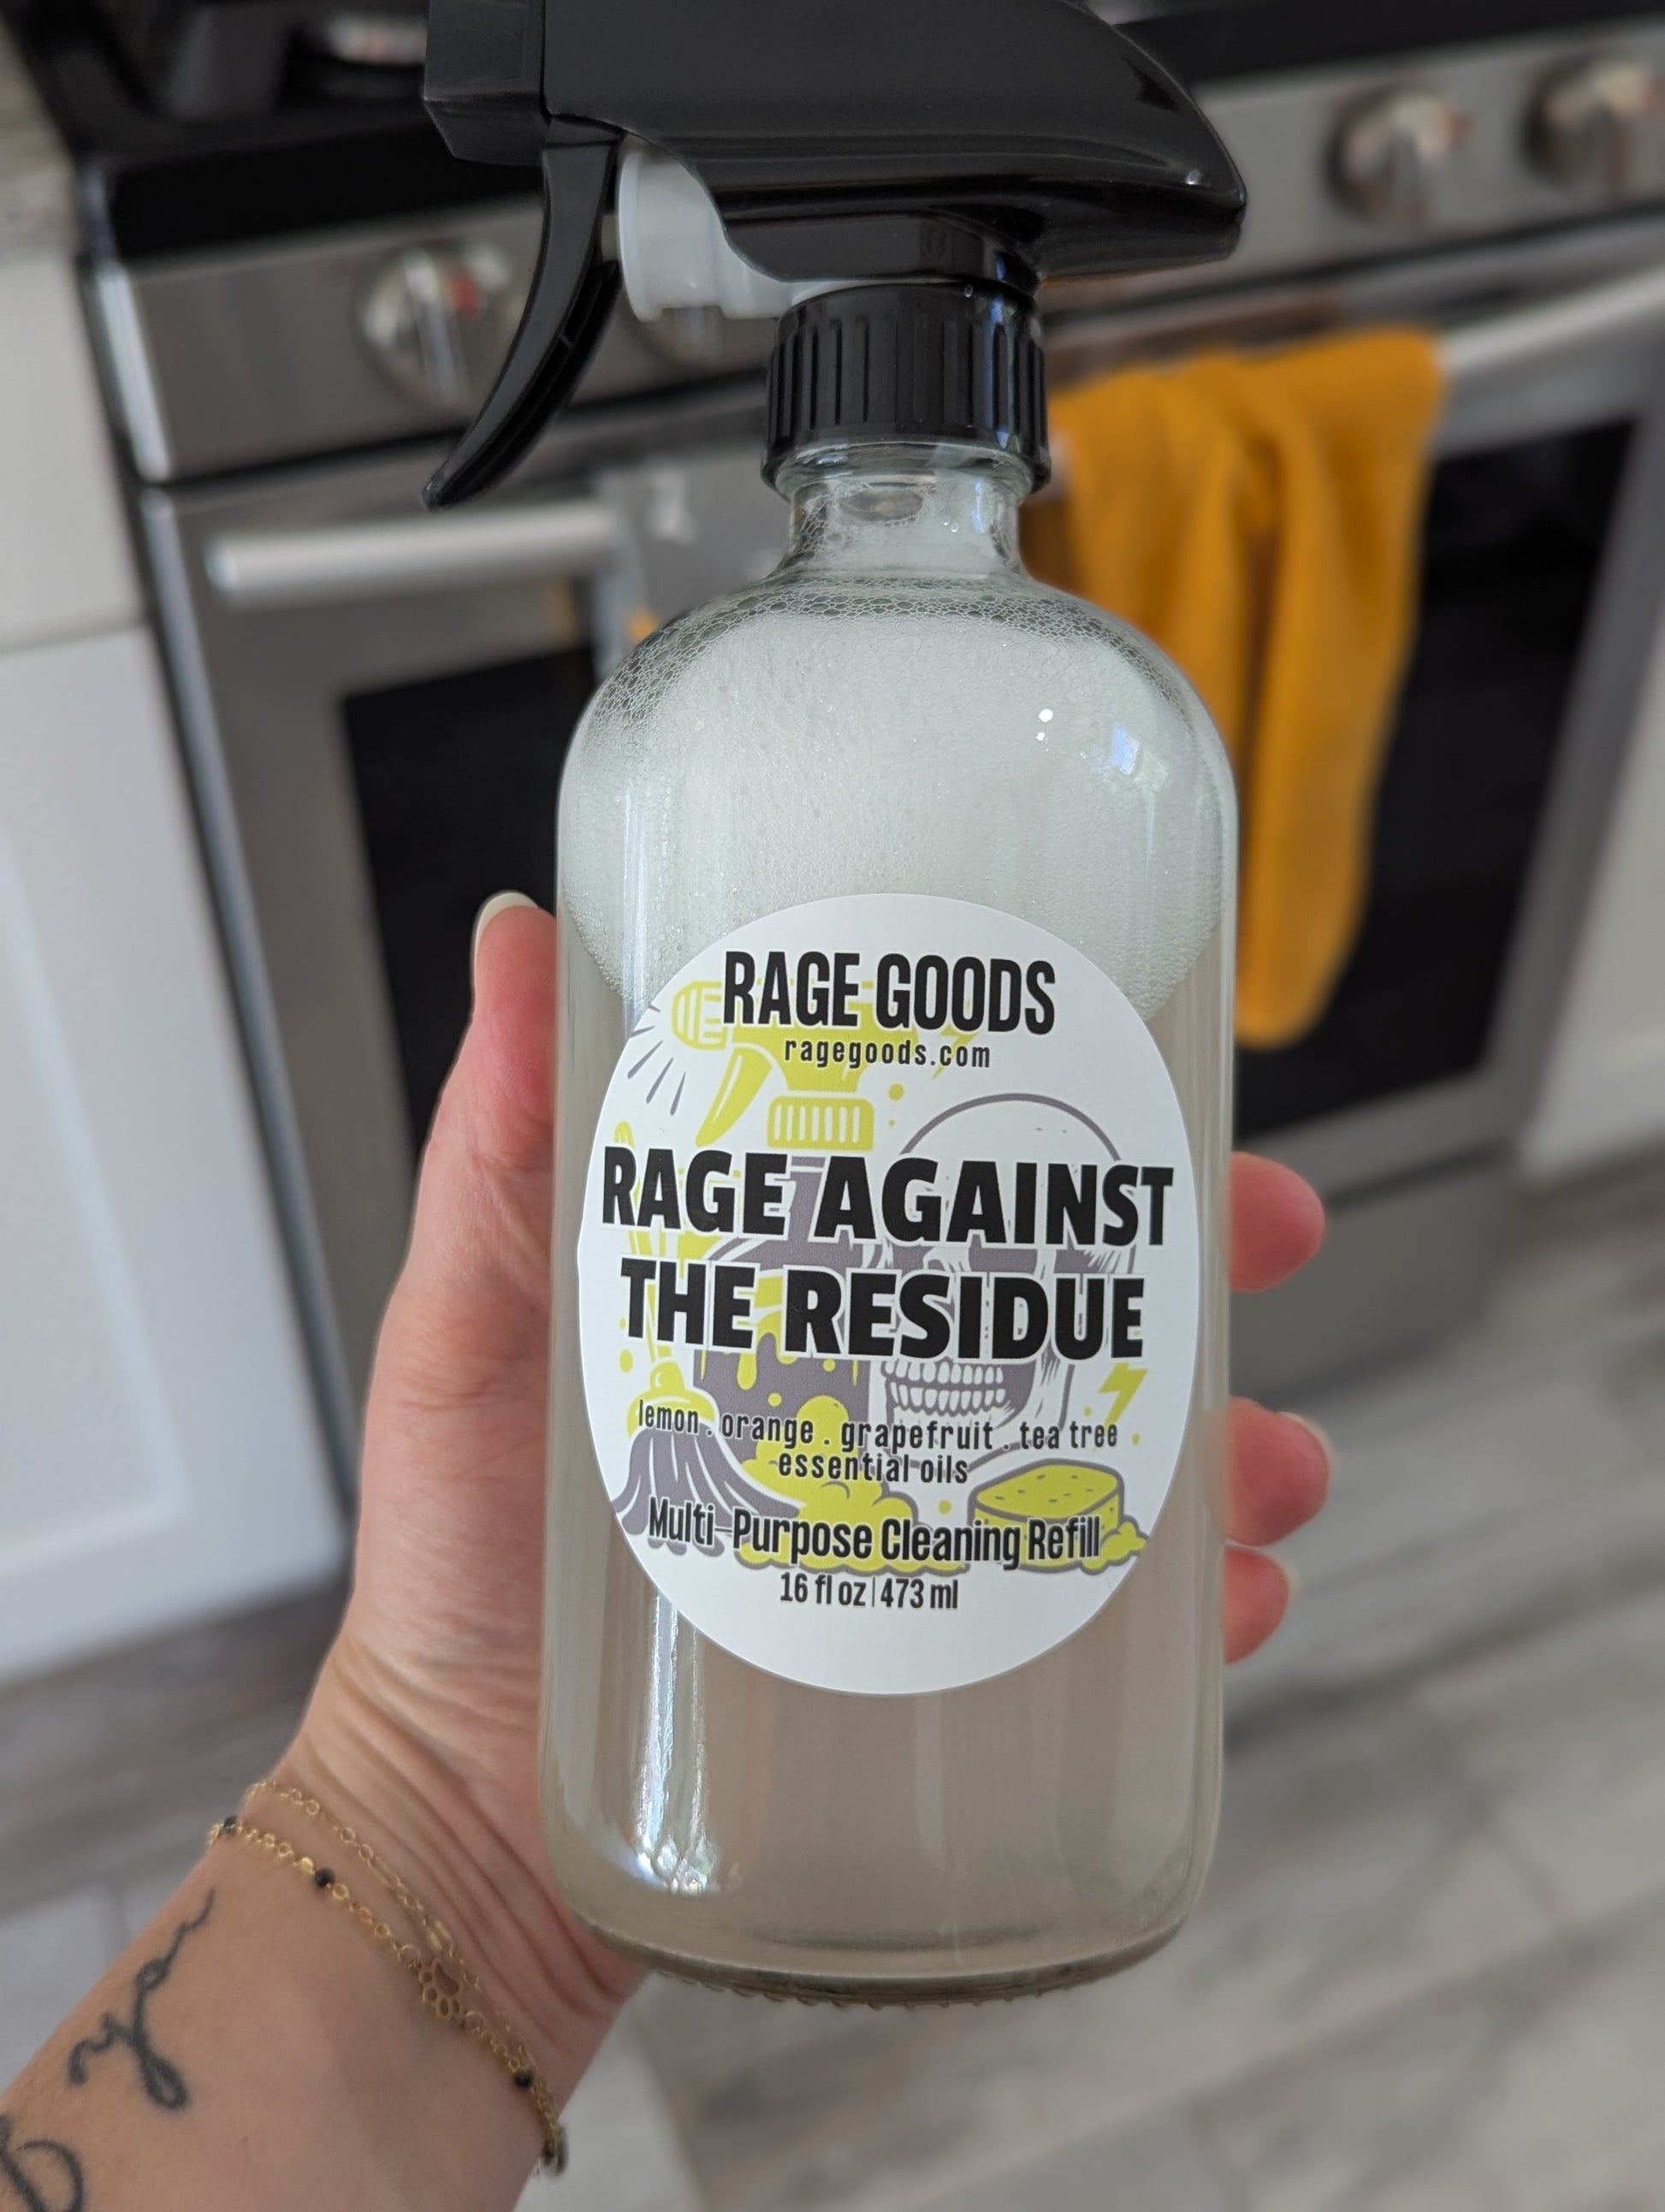 RAGE GOODS
ragegoods.com
RAGE AGAINST
THE RESIDUE
lemon . orange . grapefruit . tea tree
essential oils
Multi-Purpose Cleaning Refill
16 fl oz | 473 ml